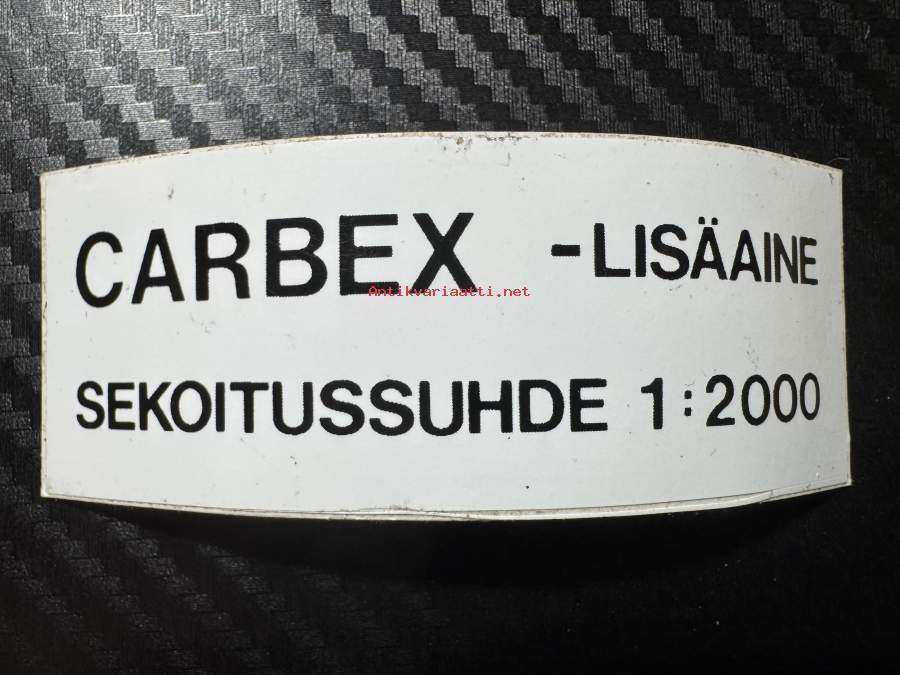 CARBEX -LISÄAINE
Antikvariaatti.net
SEKOITUSSUHDE 1:2000